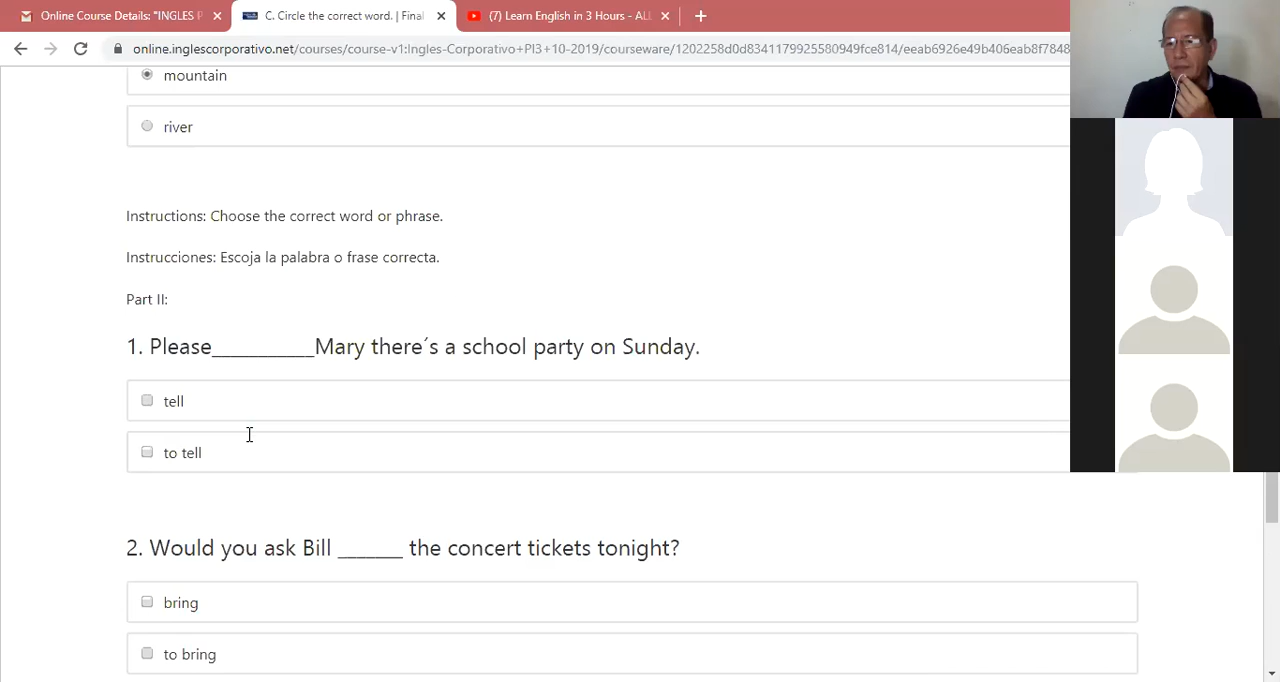 Online Course Details: "INGLES P
C. Circle the correct word. | Final
(7) Learn English in 3 Hours - ALL
online.inglescorporativo.net/courses/course-v1:Ingles-Corporativo+PI3+10-2019/courseware/1202258d0d8341179925580949fce814/eeab6926e49b406eab8f7848
mountain
river
Instructions: Choose the correct word or phrase.
Instrucciones: Escoja la palabra o frase correcta.
Part II:
1. Please___________Mary there´s a school party on Sunday.
tell
to tell
2. Would you ask Bill _______ the concert tickets tonight?
bring
to bring